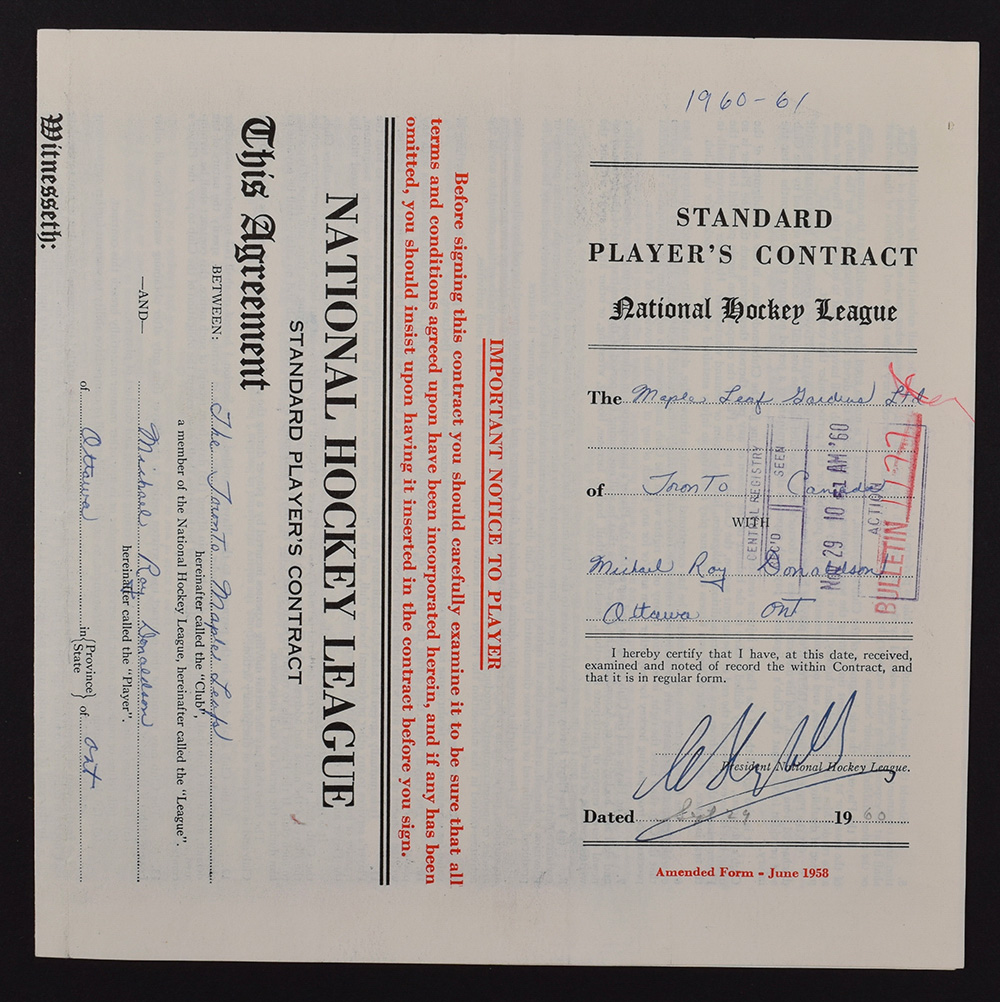 1960-61
STANDARD
PLAYER'S CONTRACT
National Hockey League
The Maple Leaf Gardens Ltd
of Toronto Canada
WITH
Michael Ray Donaldson
Ottawa Ont
CENTRAL REGISTRY
REC'D SEEN
NOV 29 10 51 AM '60
ACTION
BULLETIN 177
I hereby certify that I have, at this date, received,
examined and noted of record the within Contract, and
that it is in regular form.
President National Hockey League.
Dated Sept 29 1960
Amended Form - June 1958
IMPORTANT NOTICE TO PLAYER
Before signing this contract you should carefully examine it to be sure that all
terms and conditions agreed upon have been incorporated herein, and if any has been
omitted, you should insist upon having it inserted in the contract before you sign.
NATIONAL HOCKEY LEAGUE
STANDARD PLAYER'S CONTRACT
This Agreement
BETWEEN: The Toronto Maple Leafs
hereinafter called the "Club",
a member of the National Hockey League, hereinafter called the "League".
—AND—
Michael Ray Donaldson
hereinafter called the "Player".
of Ottawa in {Province State} of Ont
Witnesseth: